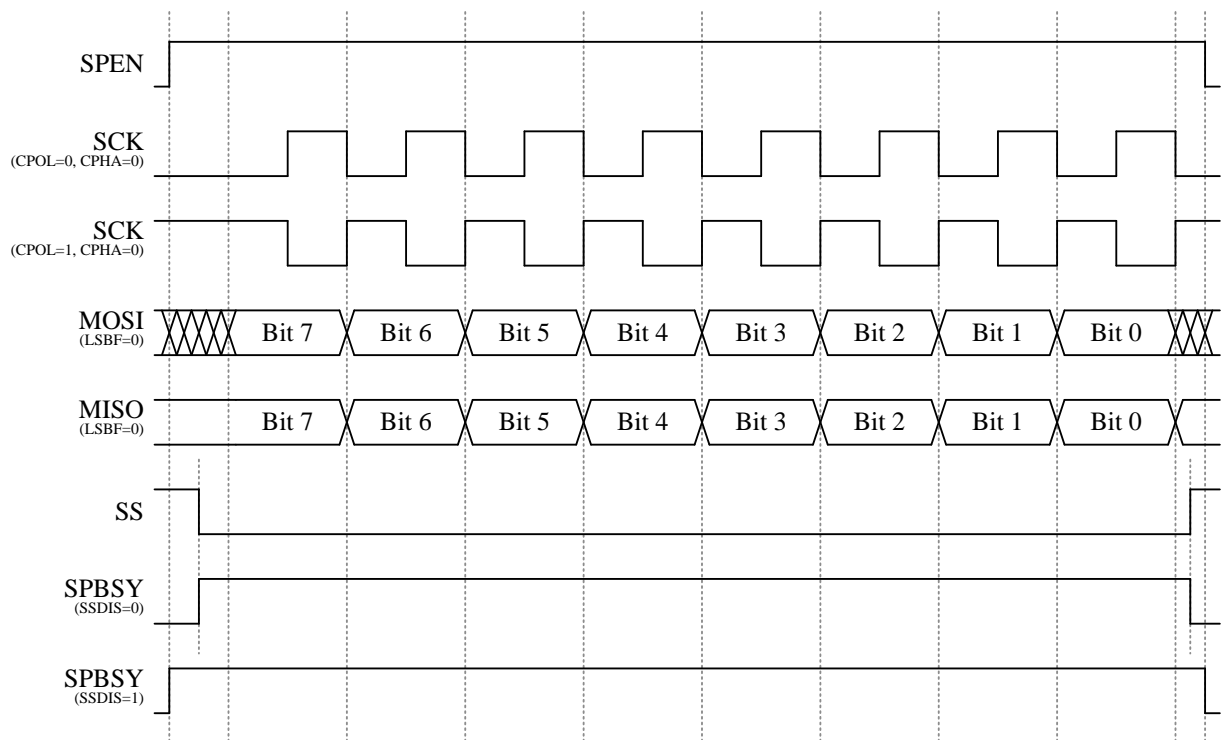 SPEN
SCK
(CPOL=0, CPHA=0)
SCK
(CPOL=1, CPHA=0)
MOSI
(LSBF=0)
Bit 7 Bit 6 Bit 5 Bit 4 Bit 3 Bit 2 Bit 1 Bit 0
MISO
(LSBF=0)
Bit 7 Bit 6 Bit 5 Bit 4 Bit 3 Bit 2 Bit 1 Bit 0
SS
SPBSY
(SSDIS=0)
SPBSY
(SSDIS=1)